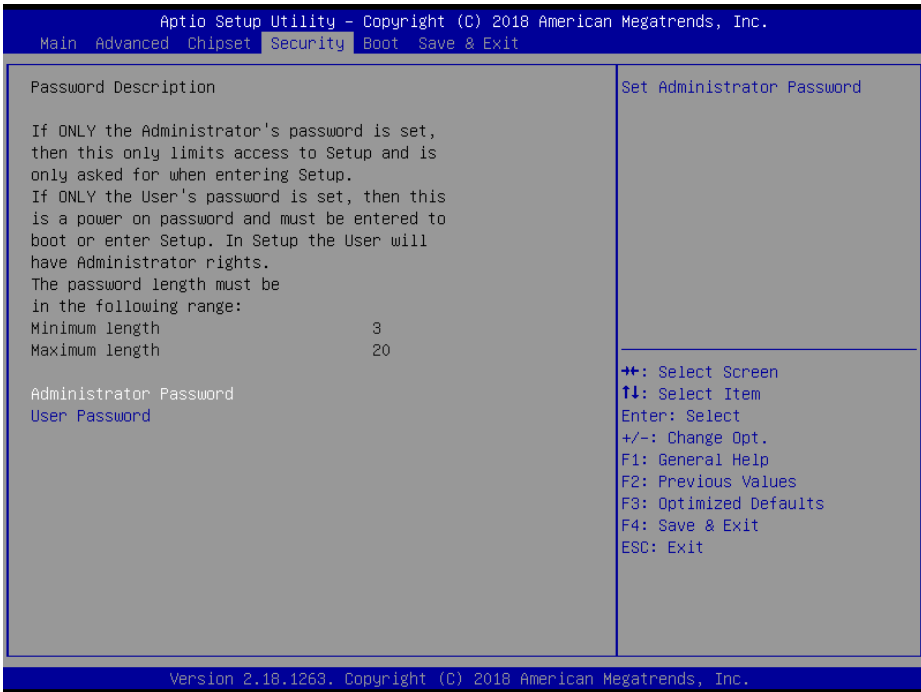 Aptio Setup Utility – Copyright (C) 2018 American Megatrends, Inc.
Main Advanced Chipset Security Boot Save & Exit
Password Description
If ONLY the Administrator's password is set,
then this only limits access to Setup and is
only asked for when entering Setup.
If ONLY the User's password is set, then this
is a power on password and must be entered to
boot or enter Setup. In Setup the User will
have Administrator rights.
The password length must be
in the following range:
Minimum length 3
Maximum length 20
Administrator Password
User Password
Set Administrator Password
→←: Select Screen
↑↓: Select Item
Enter: Select
+/-: Change Opt.
F1: General Help
F2: Previous Values
F3: Optimized Defaults
F4: Save & Exit
ESC: Exit
Version 2.18.1263. Copyright (C) 2018 American Megatrends, Inc.